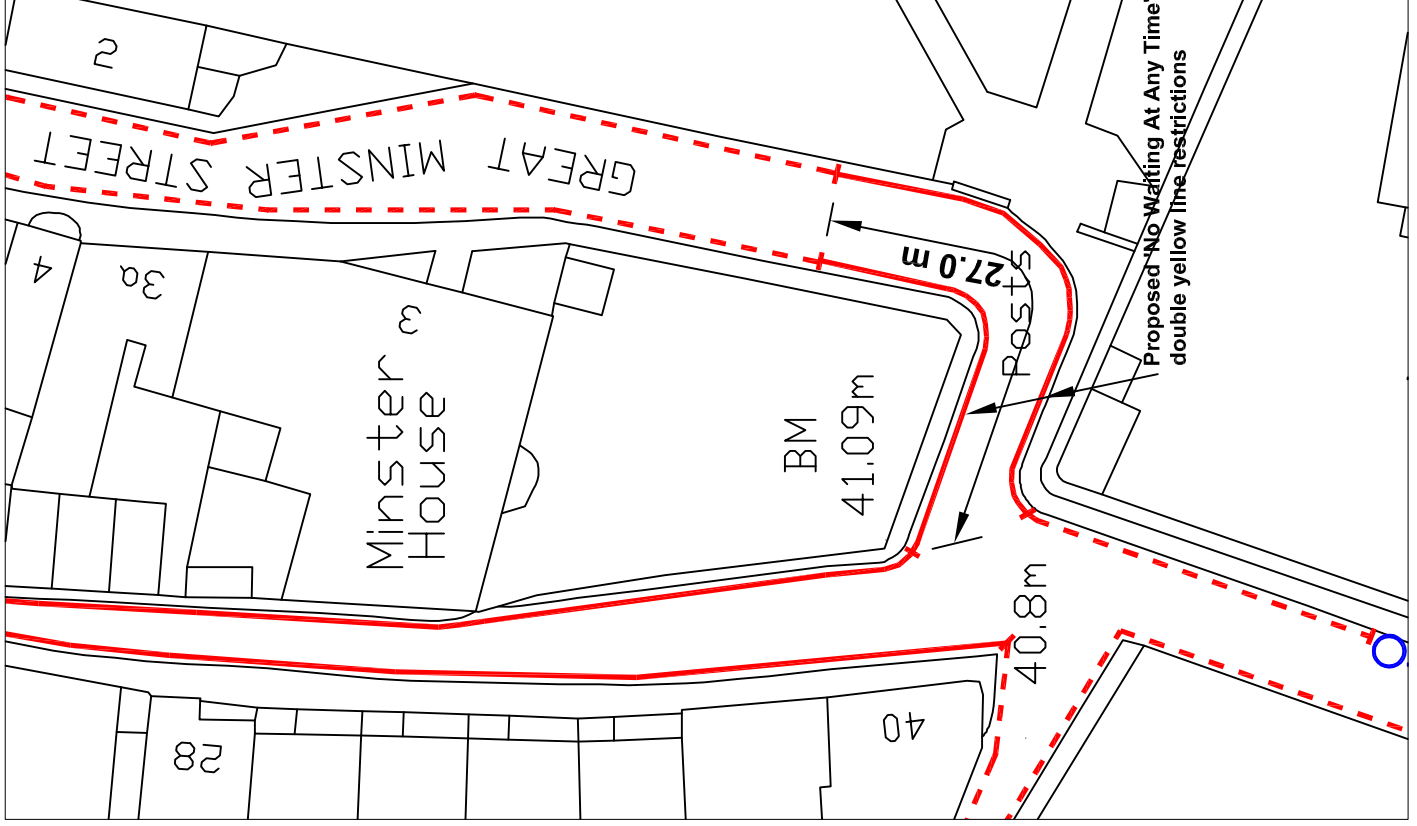 2
GREAT MINSTER STREET
4
3a
3
Minster
House
BM
41.09m
27.0 m
Posts
Proposed 'No Waiting At Any Time'
double yellow line restrictions
40.8m
28
40